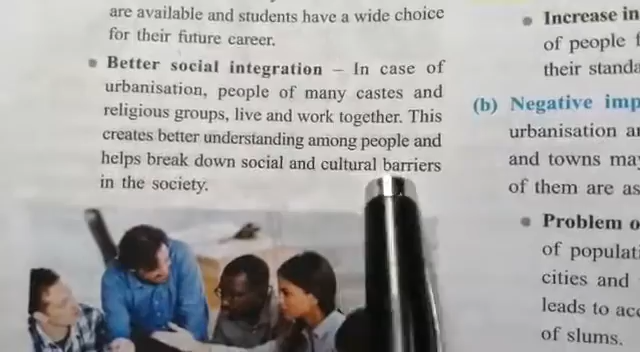 are available and students have a wide choice
for their future career.
• Better social integration – In case of
urbanisation, people of many castes and
religious groups, live and work together. This
creates better understanding among people and
helps break down social and cultural barriers
in the society.
• Increase in
of people
their standa
(b) Negative imp
urbanisation
and towns may
of them are as
• Problem o
of populati
cities and
leads to acc
of slums.